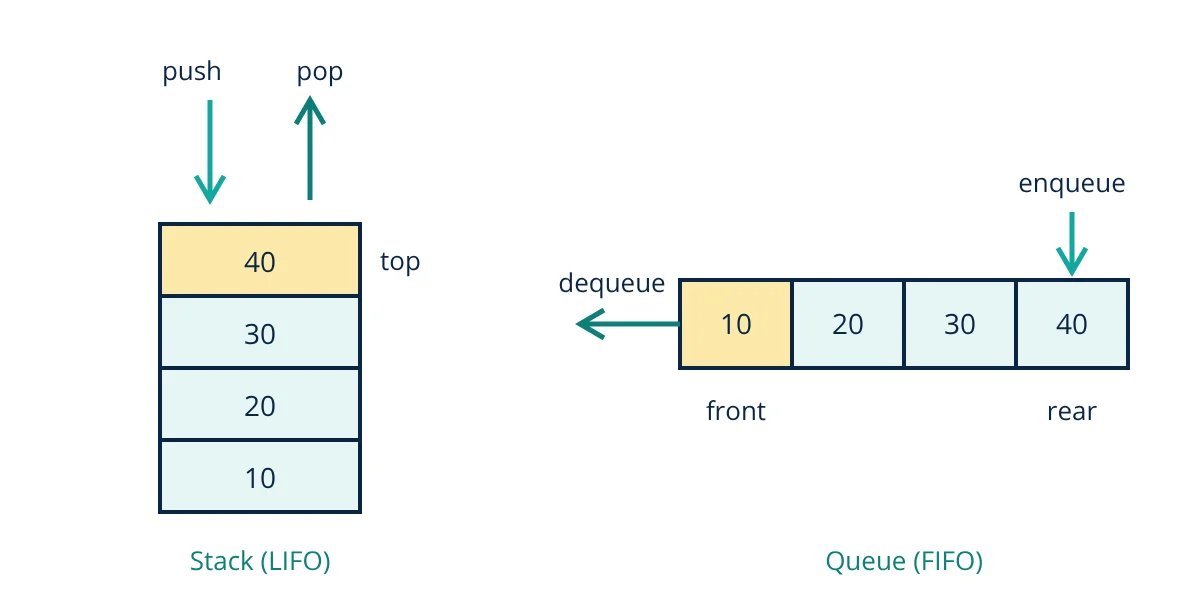 push
pop
40
top
30
20
10
Stack (LIFO)
enqueue
dequeue
10
20
30
40
front
rear
Queue (FIFO)